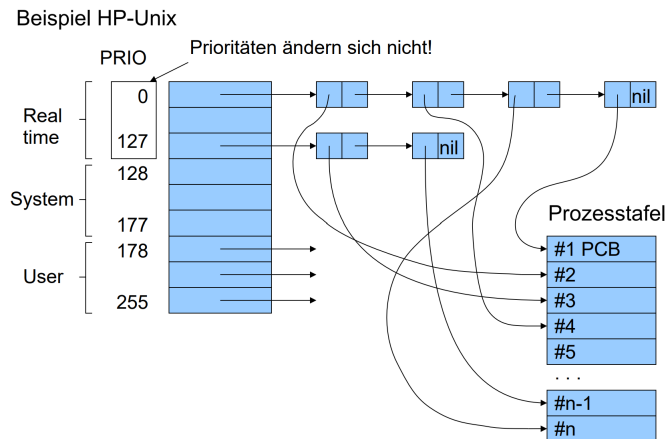 Beispiel HP-Unix
Prioritäten ändern sich nicht!
PRIO
Real
time
System
User
0
127
128
177
178
255
nil
nil
Prozesstafel
#1 PCB
#2
#3
#4
#5
. . .
#n-1
#n